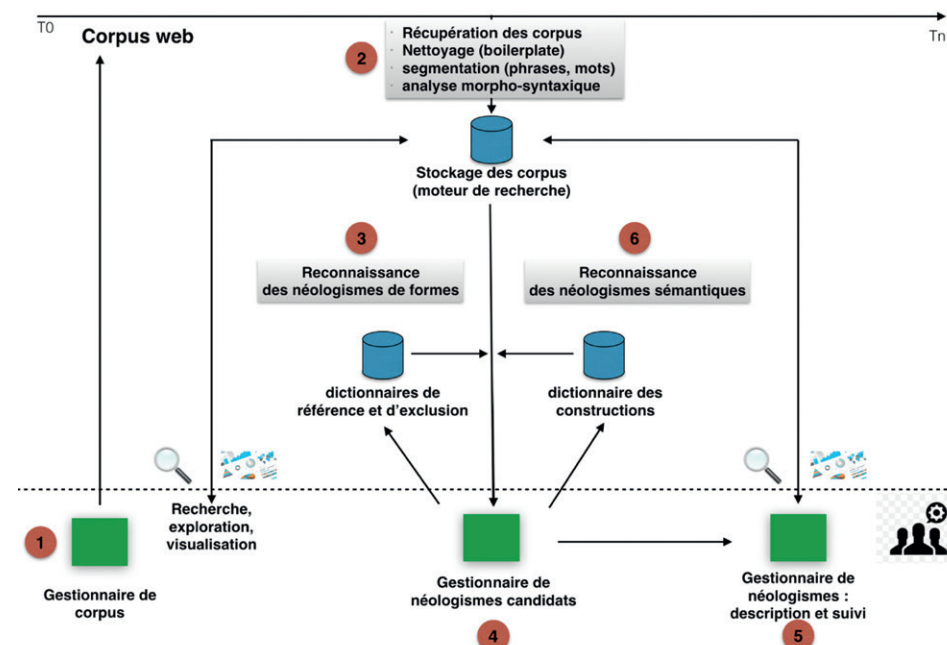 T0
Tn
Corpus web
2
· Récupération des corpus
· Nettoyage (boilerplate)
· segmentation (phrases, mots)
· analyse morpho-syntaxique
Stockage des corpus
(moteur de recherche)
3
6
Reconnaissance
des néologismes de formes
Reconnaissance
des néologismes sémantiques
dictionnaires de
référence et d'exclusion
dictionnaire des
constructions
Recherche,
exploration,
visualisation
1
Gestionnaire de
corpus
Gestionnaire de
néologismes candidats
4
Gestionnaire de
néologismes :
description et suivi
5